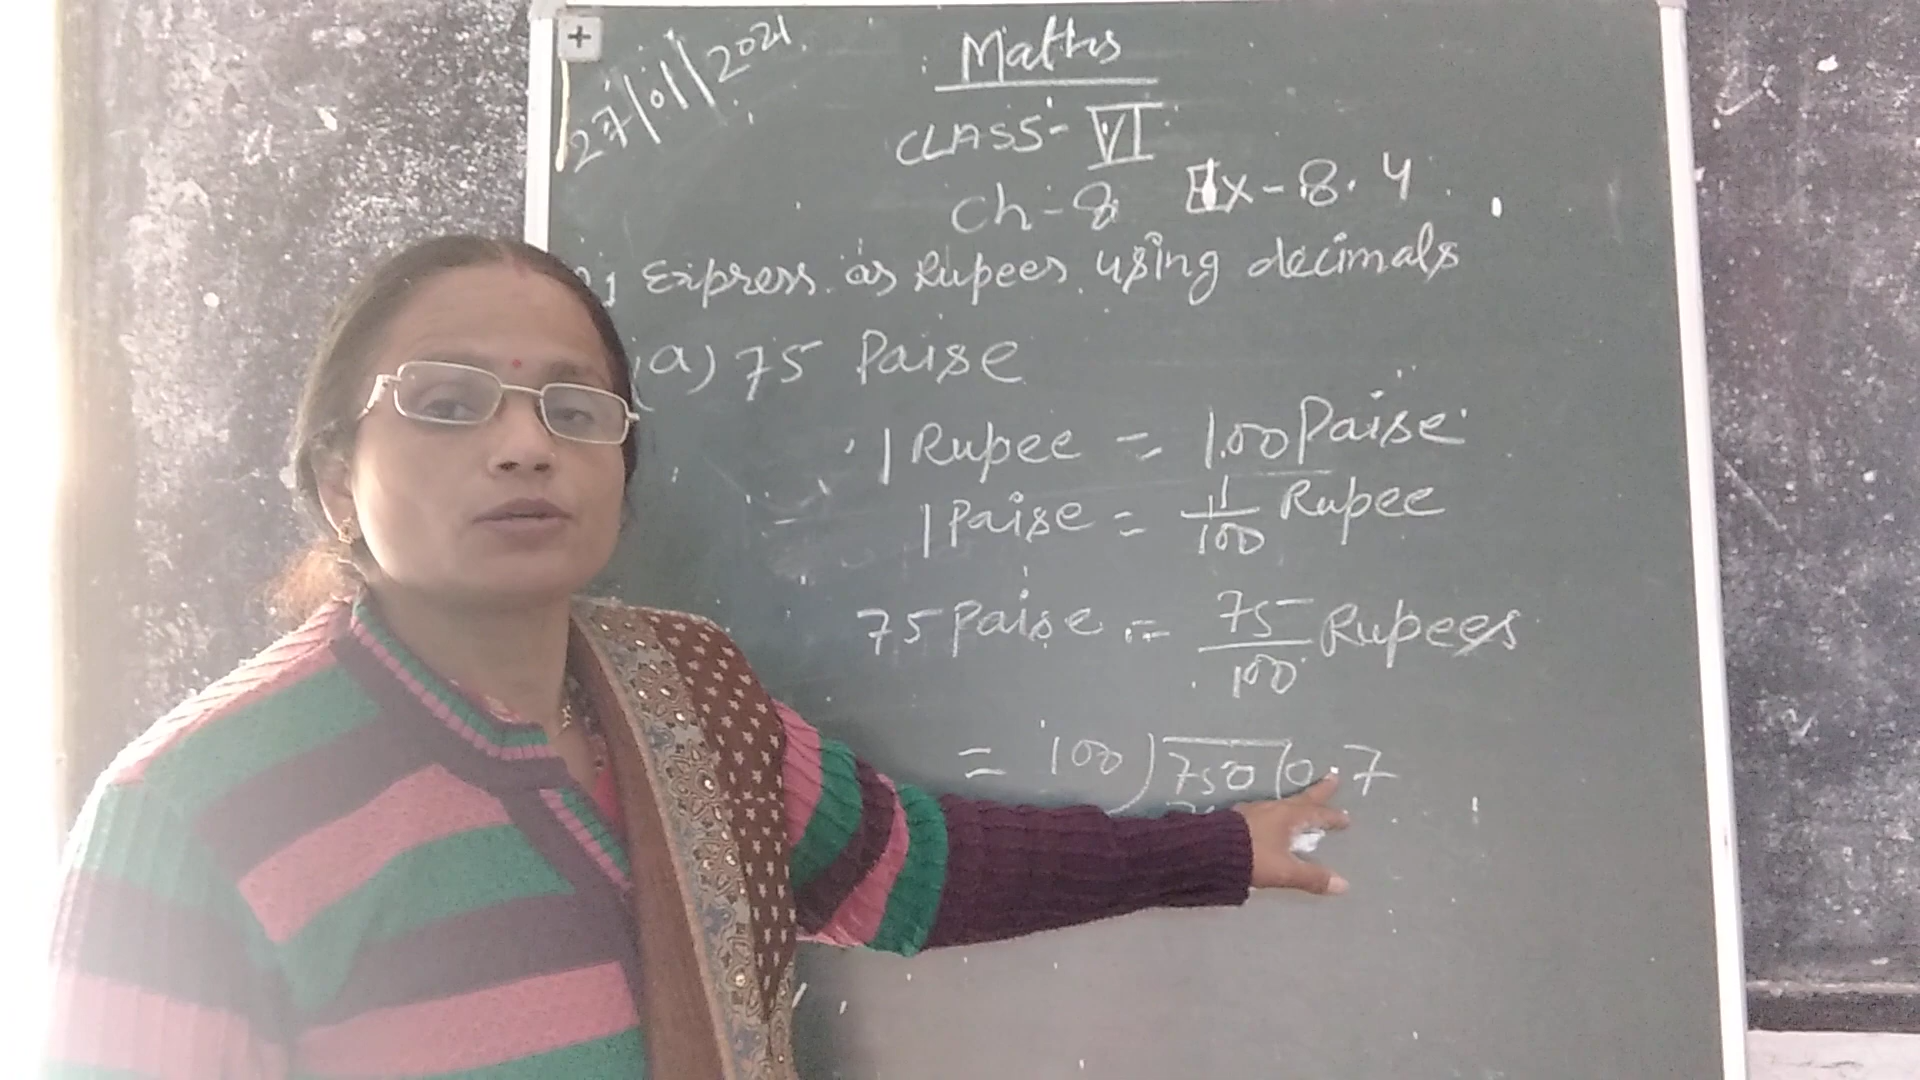 27/01/2021
Maths
CLASS- VI
Ch-8 Ex-8.4
1 Express as Rupees using decimals
(a) 75 Paise
1 Rupee = 100 Paise
1 Paise = 1/100 Rupee
75 Paise = 75/100 Rupees
= 100)750(0.7